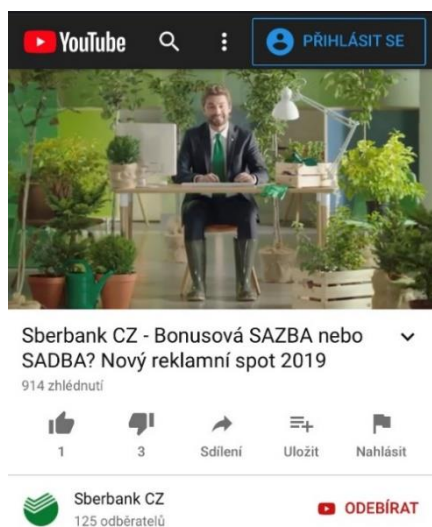 YouTube
PŘIHLÁSIT SE
Sberbank CZ - Bonusová SAZBA nebo
SADBA? Nový reklamní spot 2019
914 zhlédnutí
1 3 Sdílení Uložit Nahlásit
Sberbank CZ
125 odběratelů
ODEBÍRAT